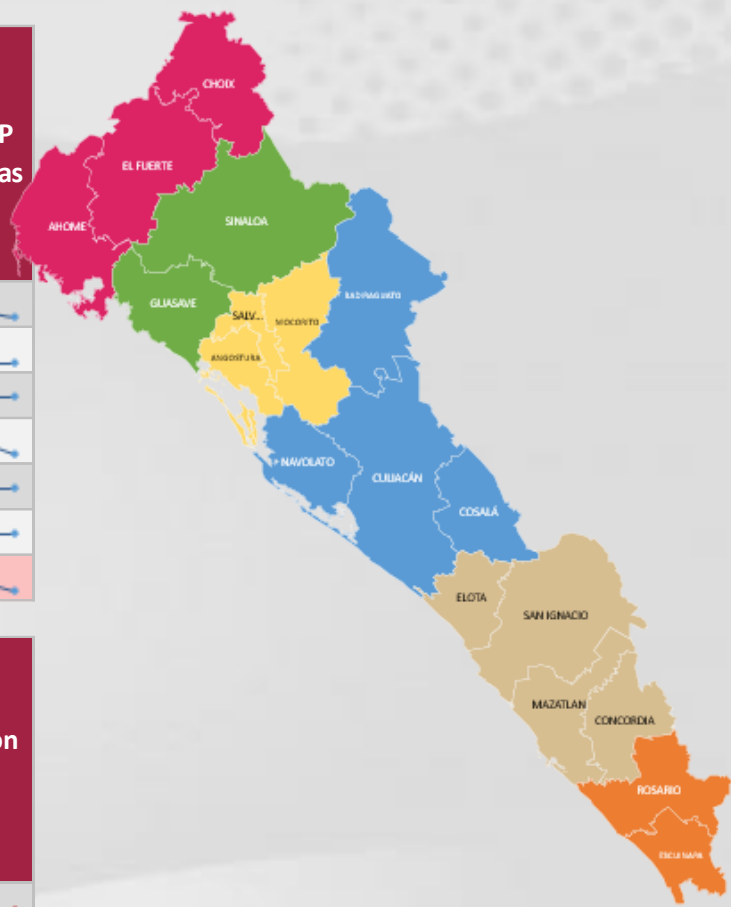 P
as
on
CHOIX
EL FUERTE
AHOME
SINALOA
GUASAVE
BADIRAGUATO
SALV...
MOCORITO
ANGOSTURA
NAVOLATO
CULIACÁN
COSALÁ
ELOTA
SAN IGNACIO
MAZATLAN
CONCORDIA
ROSARIO
ESCUINAPA